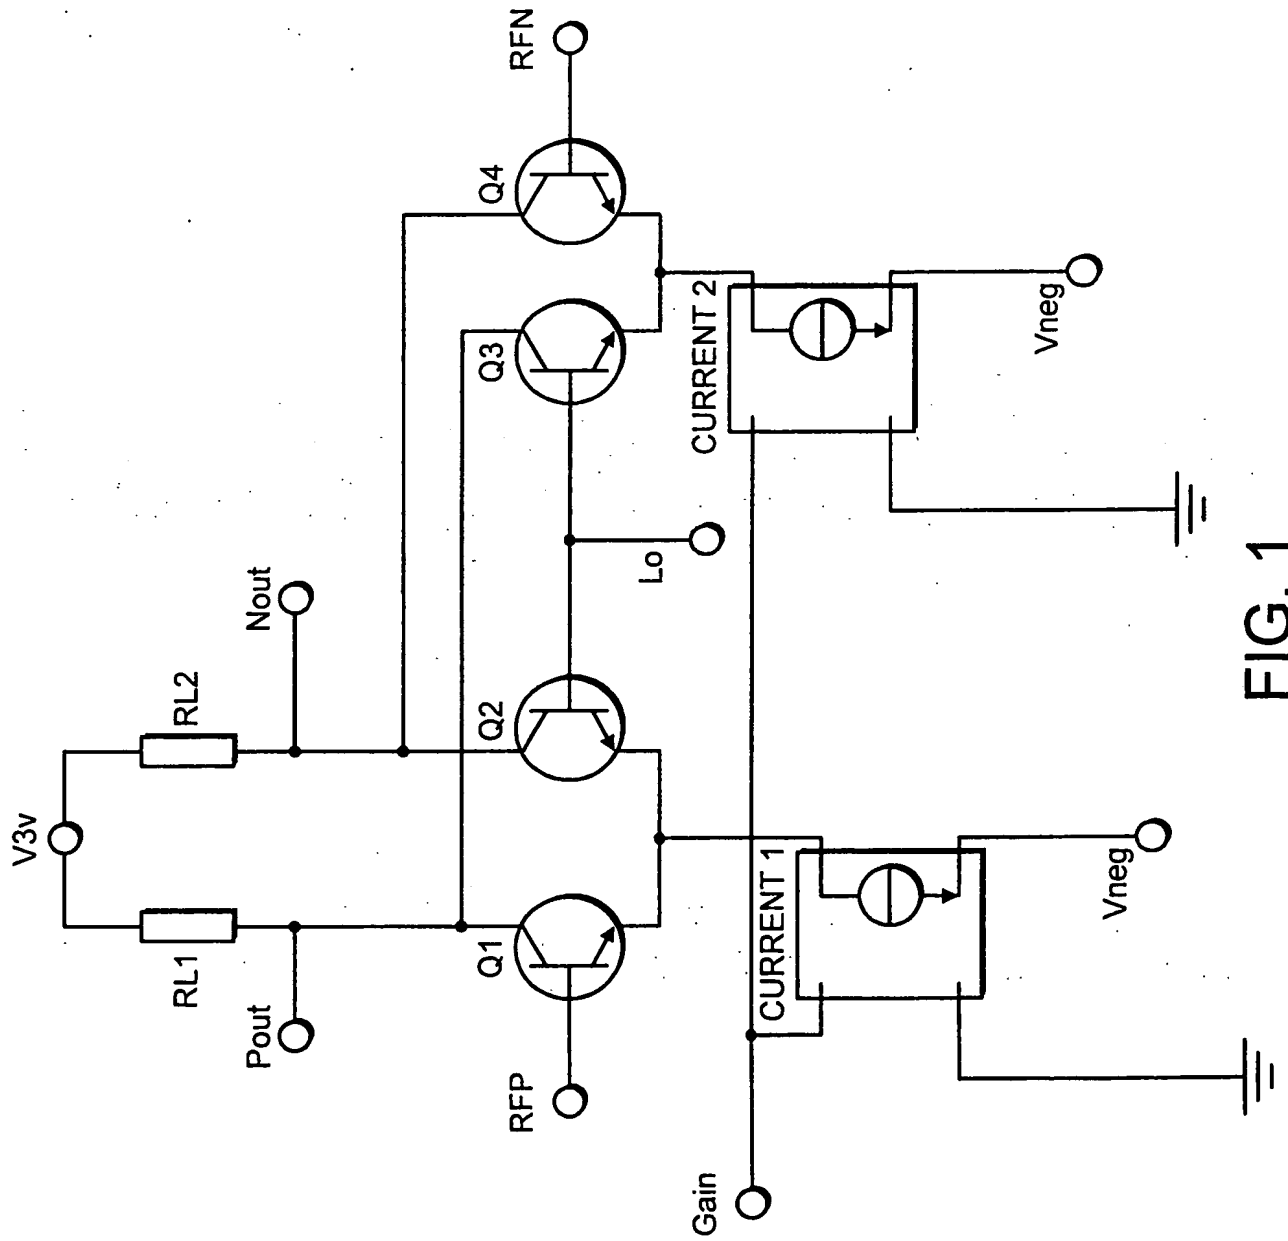 V3v
RL1
RL2
Pout
Nout
Q1
Q2
Q3
Q4
RFP
RFN
Lo
Gain
CURRENT 1
CURRENT 2
Vneg
Vneg
FIG. 1